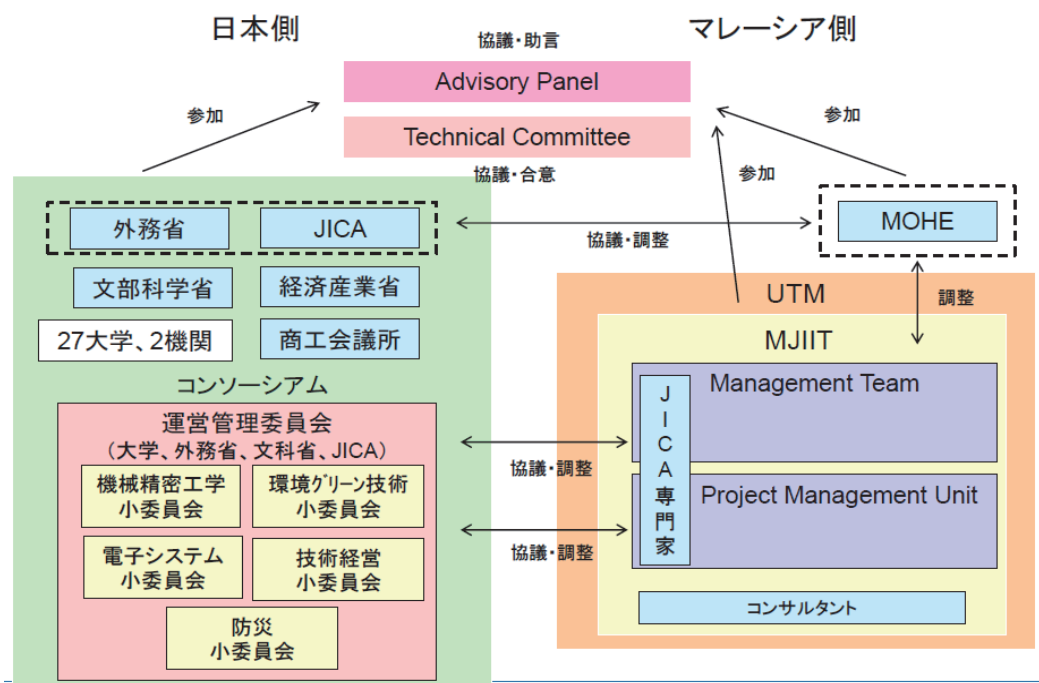 日本側
マレーシア側
協議・助言
Advisory Panel
Technical Committee
協議・合意
参加
参加
参加
外務省
JICA
協議・調整
MOHE
文部科学省
経済産業省
27大学、2機関
商工会議所
コンソーシアム
運営管理委員会
(大学、外務省、文科省、JICA)
機械精密工学
小委員会
環境グリーン技術
小委員会
電子システム
小委員会
技術経営
小委員会
防災
小委員会
協議・調整
協議・調整
調整
UTM
MJIIT
Management Team
JICA専門家
Project Management Unit
コンサルタント